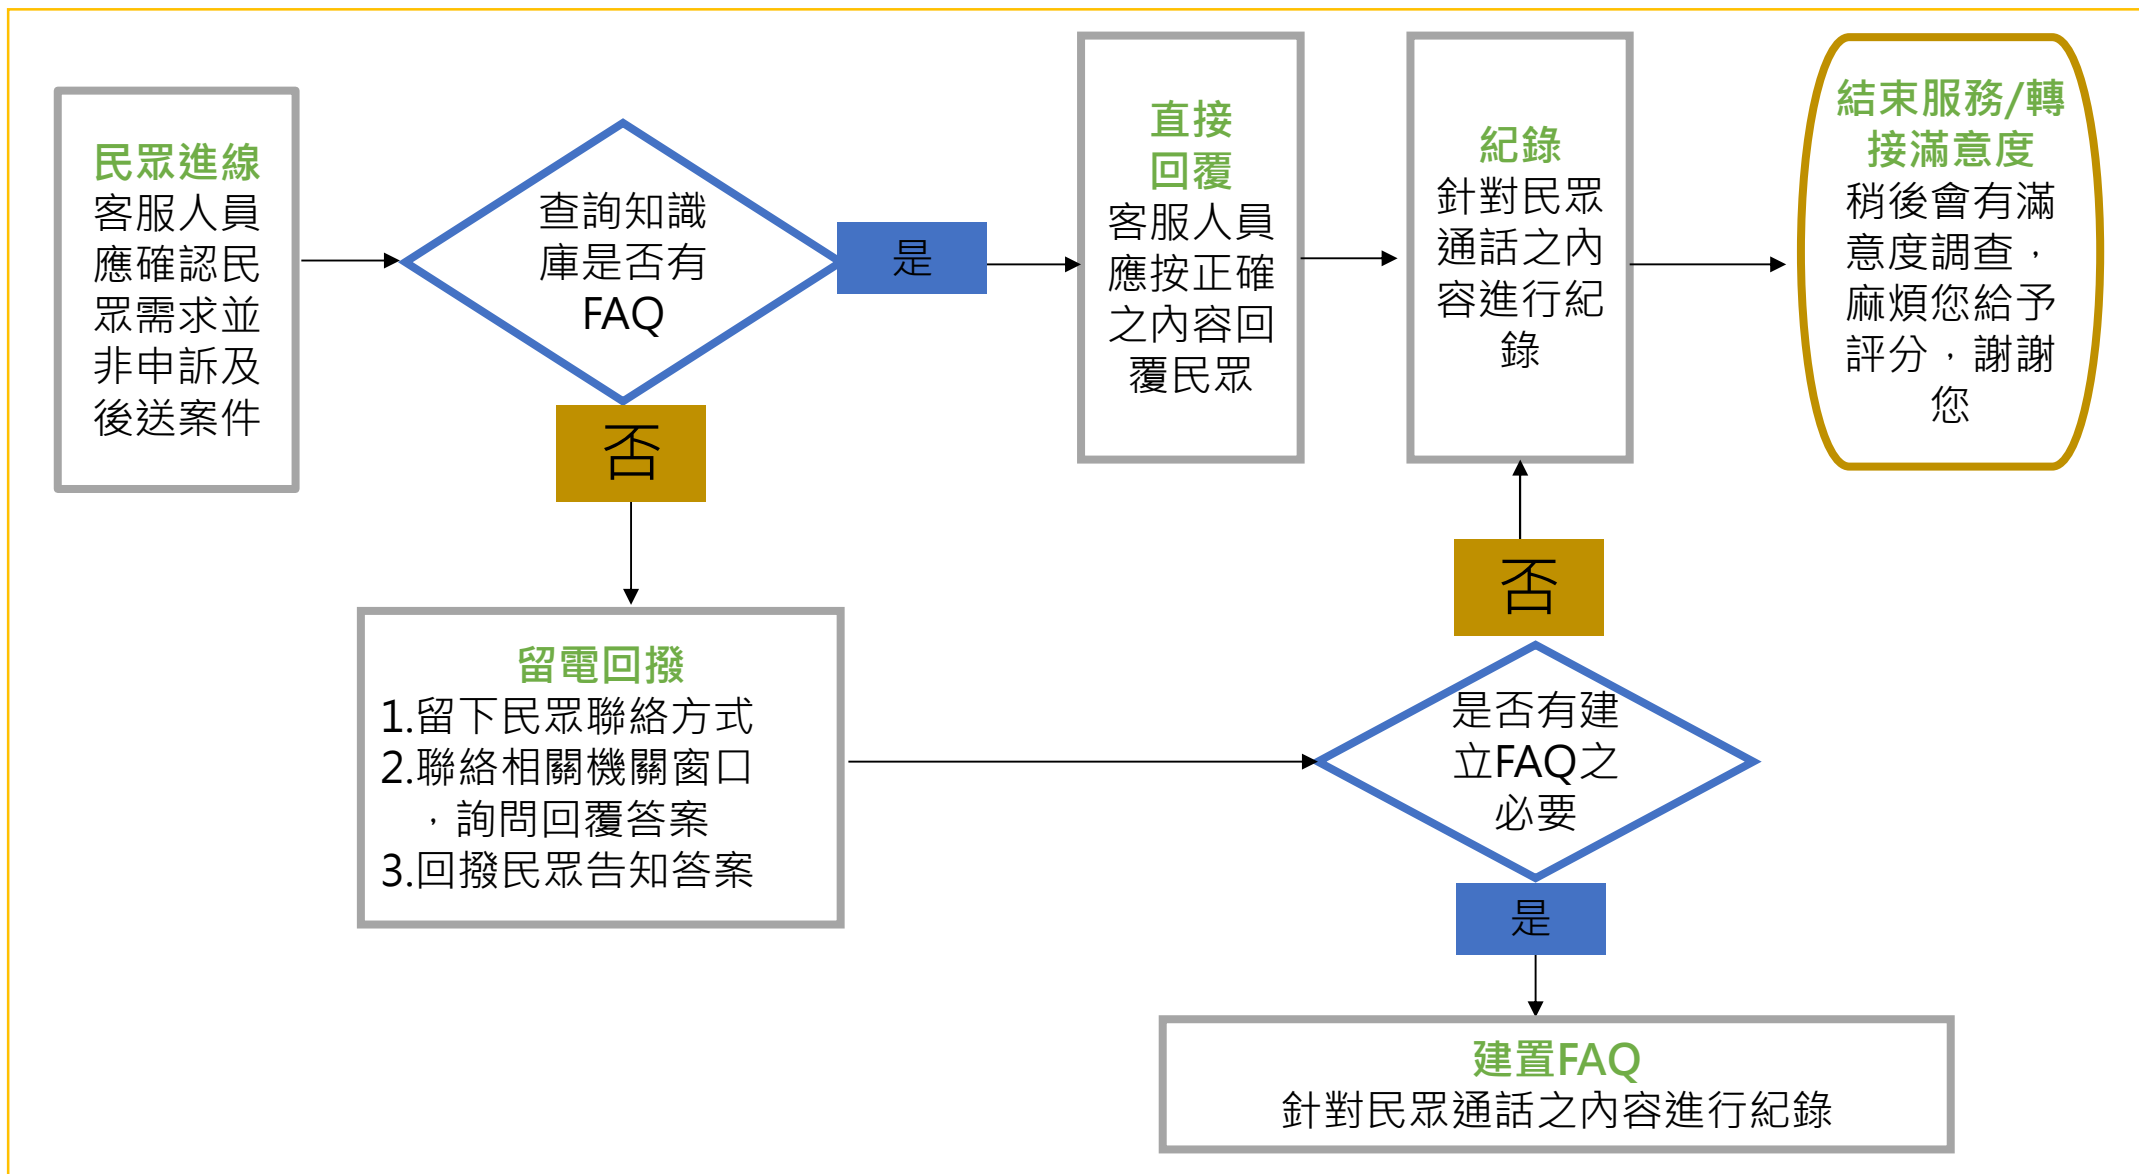 民眾進線
客服人員
應確認民
眾需求並
非申訴及
後送案件
查詢知識
庫是否有
FAQ
是
直接
回覆
客服人員
應按正確
之內容回
覆民眾
紀錄
針對民眾
通話之內
容進行紀
錄
結束服務/轉
接滿意度
稍後會有滿
意度調查，
麻煩您給予
評分，謝謝
您
否
留電回撥
1.留下民眾聯絡方式
2.聯絡相關機關窗口
，詢問回覆答案
3.回撥民眾告知答案
否
是否有建
立FAQ之
必要
是
建置FAQ
針對民眾通話之內容進行紀錄